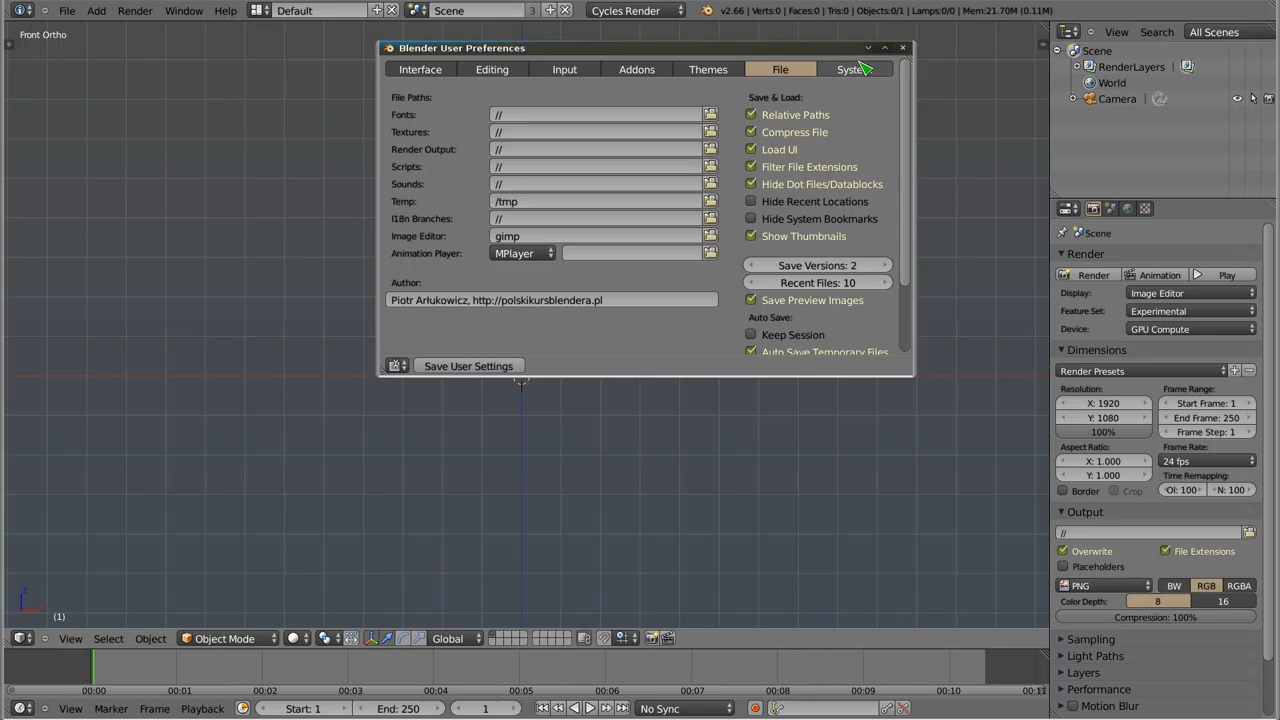 File Add Render Window Help Default Scene 3 Cycles Render v2.66 | Verts:0 | Faces:0 | Tris:0 | Objects:0/1 | Lamps:0/0 | Mem:21.70M (0.11M)
Front Ortho
Blender User Preferences
Interface Editing Input Addons Themes File
File Paths:
Fonts: //
Textures: //
Render Output: //
Scripts: //
Sounds: //
Temp: /tmp
I18n Branches: //
Image Editor: gimp
Animation Player: MPlayer
Author:
Piotr Arłukowicz, http://polskikursblendera.pl
Save & Load:
Relative Paths
Compress File
Load UI
Filter File Extensions
Hide Dot Files/Datablocks
Hide Recent Locations
Hide System Bookmarks
Show Thumbnails
Save Versions: 2
Recent Files: 10
Save Preview Images
Auto Save:
Keep Session
Auto Save Temporary Files
Save User Settings
View Search All Scenes
Scene
RenderLayers
World
Camera
Scene
Render
Render Animation Play
Display: Image Editor
Feature Set: Experimental
Device: GPU Compute
Dimensions
Render Presets
Resolution: Frame Range:
X: 1920 Start Frame: 1
Y: 1080 End Frame: 250
100% Frame Step: 1
Aspect Ratio: Frame Rate:
X: 1.000 24 fps
Y: 1.000 Time Remapping:
Border Crop Ol: 100 N: 100
Output
//
Overwrite File Extensions
Placeholders
PNG BW RGB RGBA
Color Depth: 8 16
Compression: 100%
Sampling
Light Paths
Layers
Performance
Motion Blur
z
(1)
View Select Object Object Mode Global
00:00 00:01 00:02 00:03 00:04 00:05 00:06 00:07 00:08 00:09 00:10 00:11
View Marker Frame Playback Start: 1 End: 250 1 No Sync